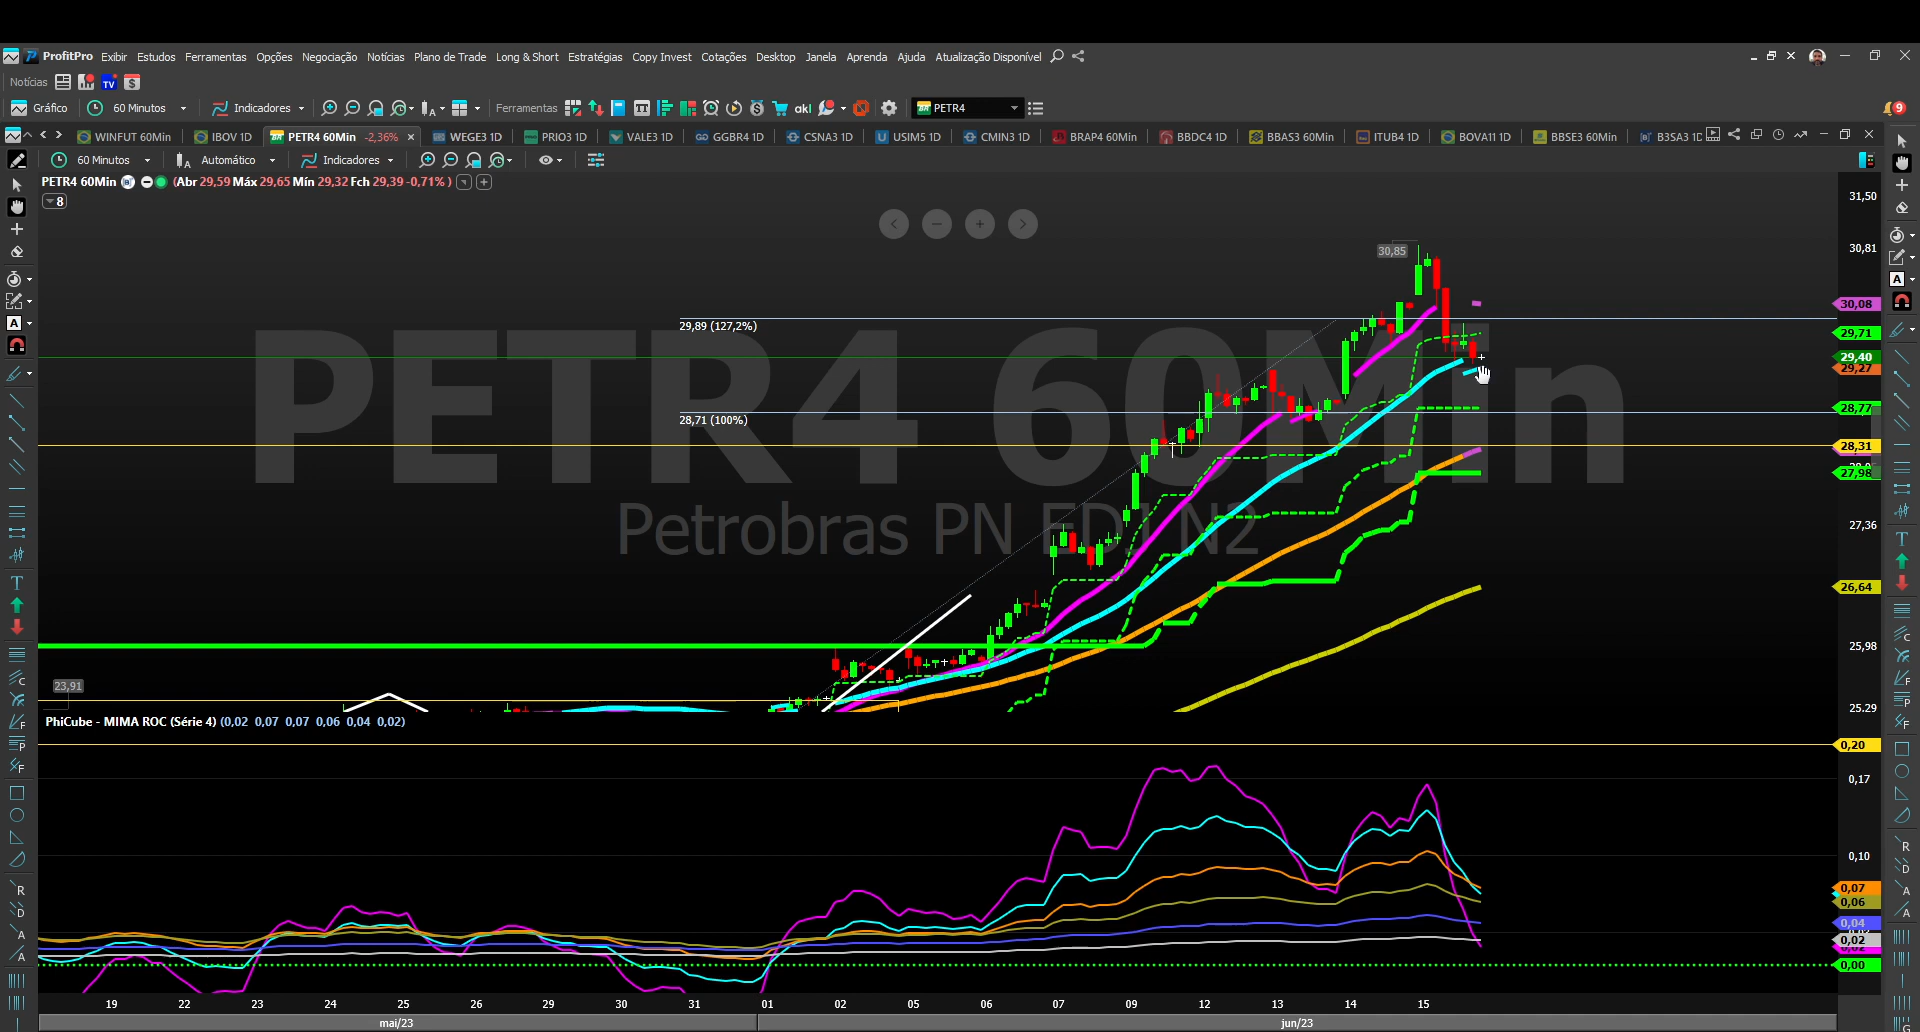 ProfitPro Exibir Estudos Ferramentas Opções Negociação Notícias Plano de Trade Long & Short Estratégias Copy Invest Cotações Desktop Janela Aprenda Ajuda Atualização Disponível
Notícias TV $
Gráfico 60 Minutos Indicadores Ferramentas akl PETR4 9
WINFUT 60Min IBOV 1D PETR4 60Min -2,36% WEGE3 1D PRIO3 1D VALE3 1D GGBR4 1D CSNA3 1D USIM5 1D CMIN3 1D BRAP4 60Min BBDC4 1D BBAS3 60Min ITUB4 1D BOVA11 1D BBSE3 60Min B3SA3 1D
60 Minutos Automático Indicadores
PETR4 60Min (Abr 29,59 Máx 29,65 Mín 29,32 Fch 29,39 -0,71% )
8
31,50
30,85
30,81
30,08
29,89 (127,2%)
29,71
29,40
29,27
28,77
28,71 (100%)
28,31
27,98
PETR4 60Min
Petrobras PN EDJ N2
27,36
26,64
25,98
23,91
25.29
PhiCube - MIMA ROC (Série 4) (0,02 0,07 0,07 0,06 0,04 0,02)
0,20
0,17
0,10
0,07
0,06
0,04
0,02
0,00
19 22 23 24 25 26 29 30 31 01 02 05 06 07 09 12 13 14 15
mai/23 jun/23